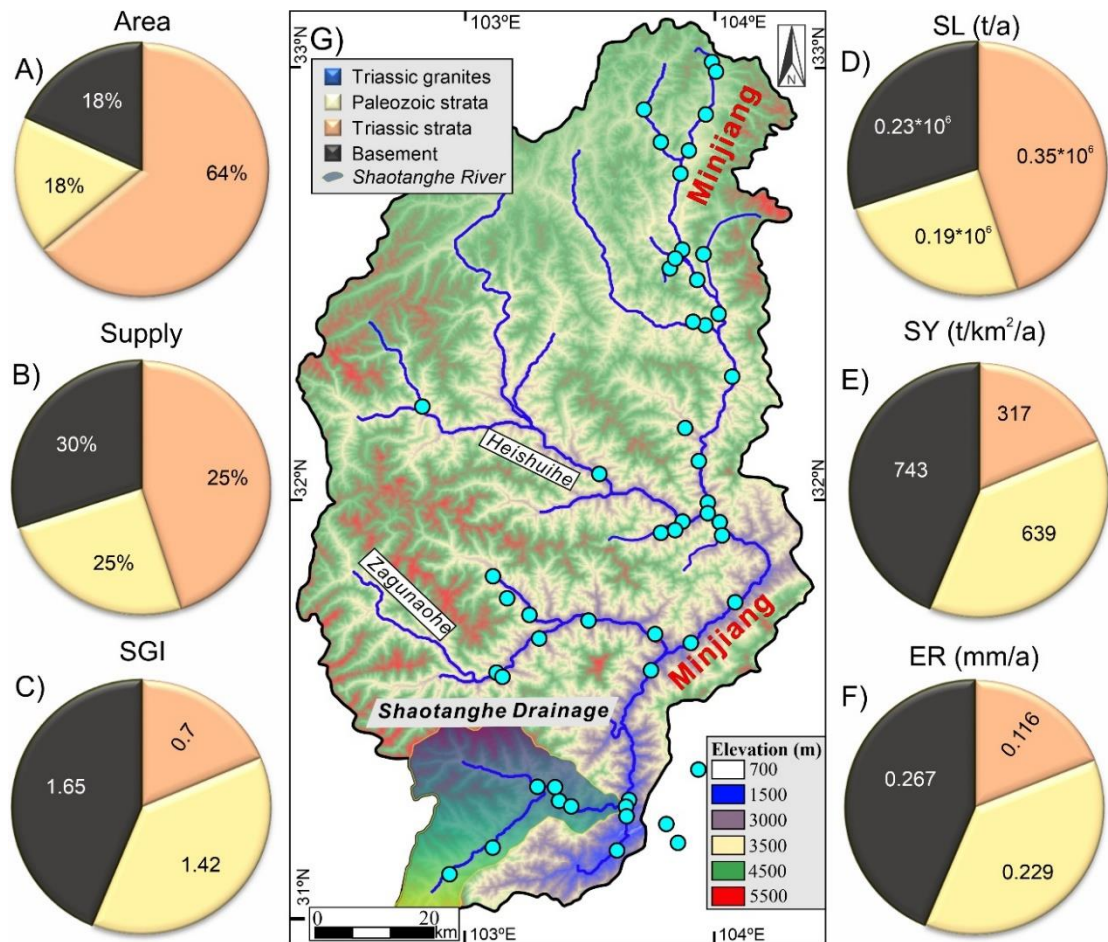 Area
A)
18%
18%
64%
Supply
B)
30%
25%
25%
SGI
C)
1.65
0.7
1.42
103ºE
104ºE
33ºN
33ºN
G)
Triassic granites
Paleozoic strata
Triassic strata
Basement
Shaotanghe River
N
Minjiang
32ºN
32ºN
Heishuihe
Zagunaohe
Minjiang
Shaotanghe Drainage
Elevation (m)
700
1500
3000
3500
4500
5500
31ºN
31ºN
0
20
km
103ºE
104ºE
SL (t/a)
D)
0.23*10⁶
0.35*10⁶
0.19*10⁶
SY (t/km²/a)
E)
743
317
639
ER (mm/a)
F)
0.267
0.116
0.229